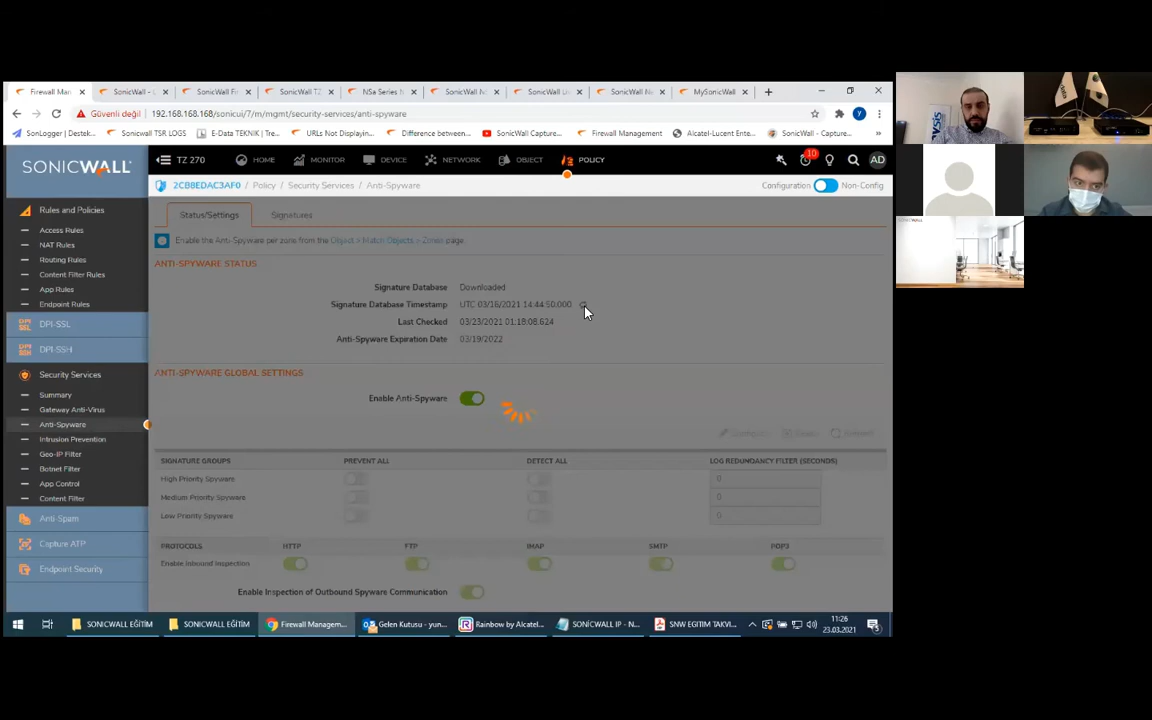 Firewall Man
SonicWall - L
SonicWall Fir
SonicWall TZ
NSa Series N
SonicWall N
SonicWall Li
SonicWall Ne
MySonicWall
Güvenli değil 192.168.168.168/sonicui/7/m/mgmt/security-services/anti-spyware
SonLogger | Destek...
Sonicwall TSR LOGS
E-Data TEKNİK - Tre...
URLs Not Displayin...
Difference between...
SonicWall Capture...
Firewall Management
Alcatel-Lucent Ente...
SonicWall - Capture...
SONICWALL
TZ 270
HOME
MONITOR
DEVICE
NETWORK
OBJECT
POLICY
10
AD
2CB8EDAC3AF0 / Policy / Security Services / Anti-Spyware
Configuration Non-Config
Rules and Policies
Access Rules
NAT Rules
Routing Rules
Content Filter Rules
App Rules
Endpoint Rules
DPI-SSL
DPI-SSH
Security Services
Summary
Gateway Anti-Virus
Anti-Spyware
Intrusion Prevention
Geo-IP Filter
Botnet Filter
App Control
Content Filter
Anti-Spam
Capture ATP
Endpoint Security
Status/Settings
Signatures
Enable the Anti-Spyware per zone from the Object > Match Objects > Zones page.
ANTI-SPYWARE STATUS
Signature Database Downloaded
Signature Database Timestamp UTC 03/16/2021 14:44:50.000
Last Checked 03/23/2021 01:18:08.624
Anti-Spyware Expiration Date 03/19/2022
ANTI-SPYWARE GLOBAL SETTINGS
Enable Anti-Spyware
SIGNATURE GROUPS PREVENT ALL DETECT ALL LOG REDUNDANCY FILTER (SECONDS)
High Priority Spyware 0
Medium Priority Spyware 0
Low Priority Spyware 0
PROTOCOLS HTTP FTP IMAP SMTP POP3
Enable Inbound Inspection
Enable Inspection of Outbound Spyware Communication
SONICWALL EĞİTİM
SONICWALL EĞİTİM
Firewall Managem...
Gelen Kutusu - yun...
Rainbow by Alcatel...
SONİCWALL IP - N...
SNW EGITIM TAKVI...
11:26
23.03.2021
5